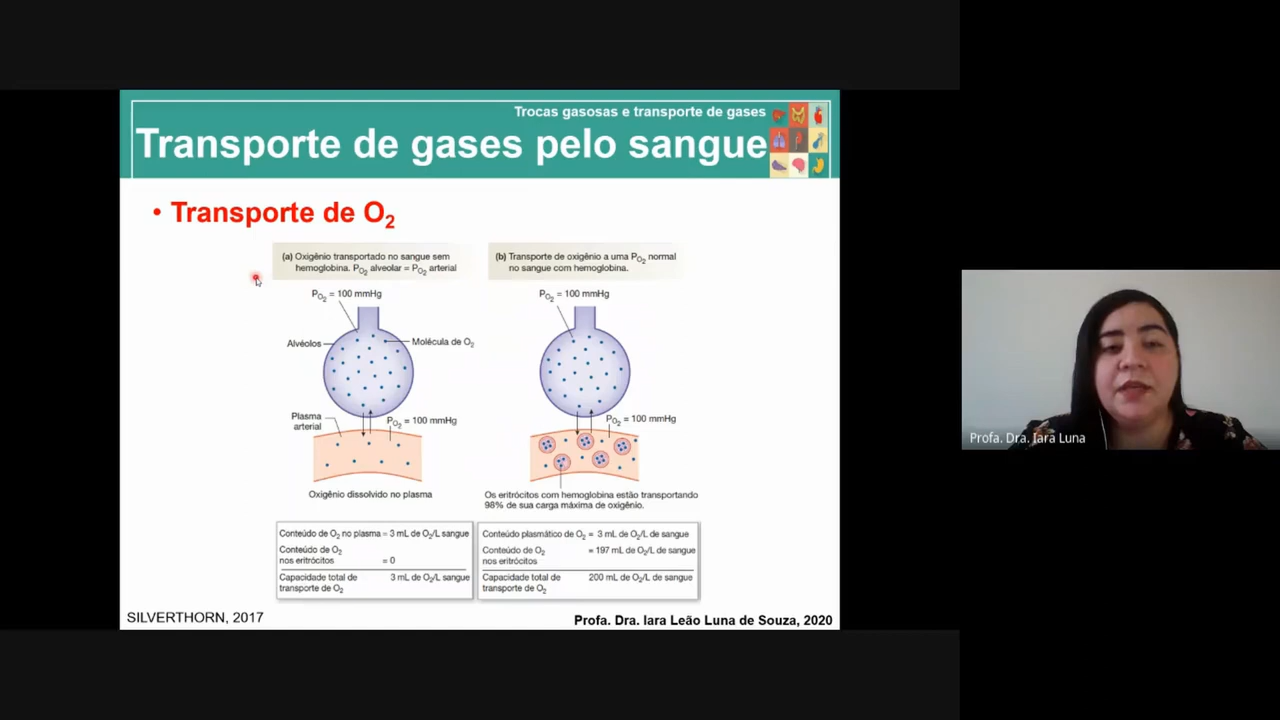 Trocas gasosas e transporte de gases
Transporte de gases pelo sangue
• Transporte de O2
(a) Oxigênio transportado no sangue sem
hemoglobina. PO2 alveolar = PO2 arterial
PO2 = 100 mmHg
Alvéolos
Molécula de O2
Plasma
arterial
PO2 = 100 mmHg
Oxigênio dissolvido no plasma
Conteúdo de O2 no plasma = 3 mL de O2/L sangue
Conteúdo de O2
nos eritrócitos = 0
Capacidade total de 3 mL de O2/L sangue
transporte de O2
(b) Transporte de oxigênio a uma PO2 normal
no sangue com hemoglobina.
PO2 = 100 mmHg
PO2 = 100 mmHg
Os eritrócitos com hemoglobina estão transportando
98% de sua carga máxima de oxigênio.
Conteúdo plasmático de O2 = 3 mL de O2/L de sangue
Conteúdo de O2 = 197 mL de O2/L de sangue
nos eritrócitos
Capacidade total de 200 mL de O2/L de sangue
transporte de O2
SILVERTHORN, 2017
Profa. Dra. Iara Leão Luna de Souza, 2020
Profa. Dra. Iara Luna